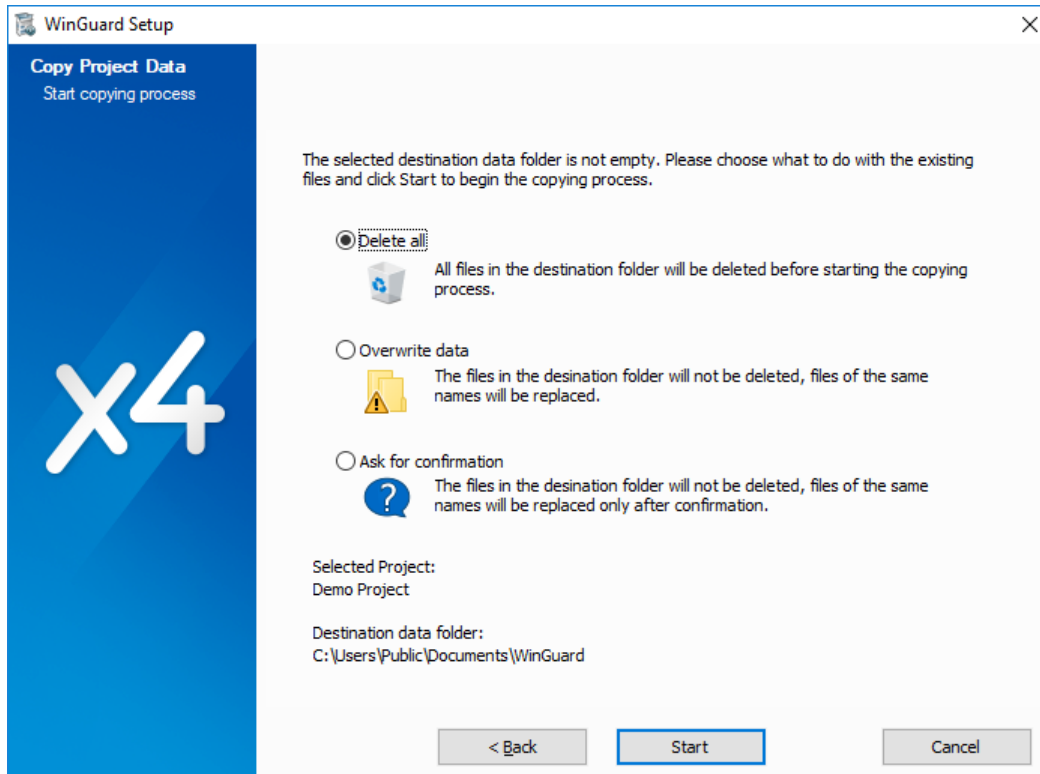 WinGuard Setup
Copy Project Data
Start copying process
The selected destination data folder is not empty. Please choose what to do with the existing
files and click Start to begin the copying process.
Delete all
All files in the destination folder will be deleted before starting the copying
process.
Overwrite data
The files in the desination folder will not be deleted, files of the same
names will be replaced.
Ask for confirmation
The files in the desination folder will not be deleted, files of the same
names will be replaced only after confirmation.
x4
Selected Project:
Demo Project
Destination data folder:
C:\Users\Public\Documents\WinGuard
< Back
Start
Cancel